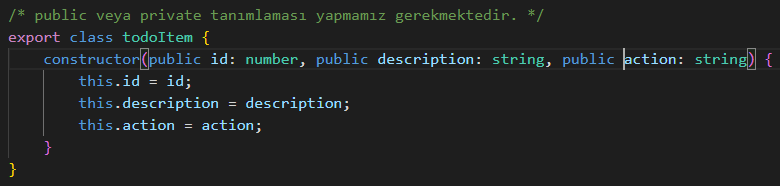 /* public veya private tanımlaması yapmamız gerekmektedir. */
export class todoItem {
constructor(public id: number, public description: string, public action: string) {
this.id = id;
this.description = description;
this.action = action;
}
}